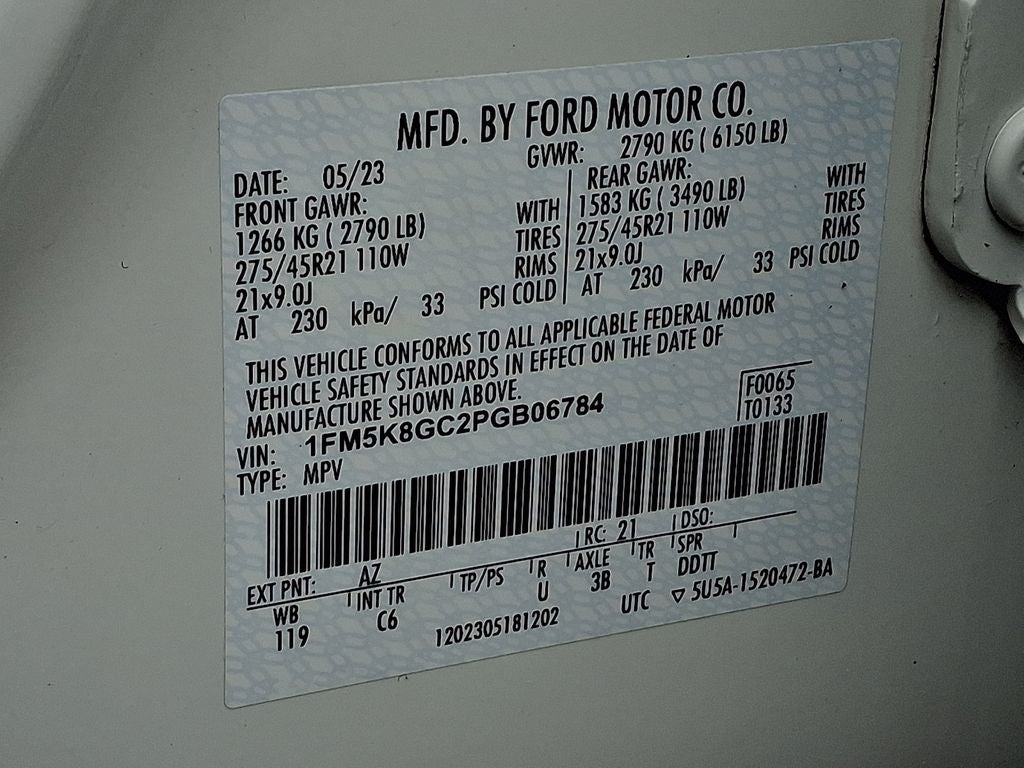 MFD. BY FORD MOTOR CO.
DATE: 05/23 GVWR: 2790 KG ( 6150 LB)
FRONT GAWR: REAR GAWR:
1266 KG ( 2790 LB) WITH 1583 KG ( 3490 LB) WITH
275/45R21 110W TIRES 275/45R21 110W TIRES
21x9.0J RIMS 21x9.0J RIMS
AT 230 kPa/ 33 PSI COLD AT 230 kPa/ 33 PSI COLD
THIS VEHICLE CONFORMS TO ALL APPLICABLE FEDERAL MOTOR
VEHICLE SAFETY STANDARDS IN EFFECT ON THE DATE OF
MANUFACTURE SHOWN ABOVE.
VIN: 1FM5K8GC2PGB06784 F0065
TYPE: MPV T0133
EXT PNT: AZ RC: 21 DSO:
WB INT TR TP/PS R AXLE TR SPR
119 C6 U 3B T DDTT
1202305181202 UTC ▽ 5U5A-1520472-BA